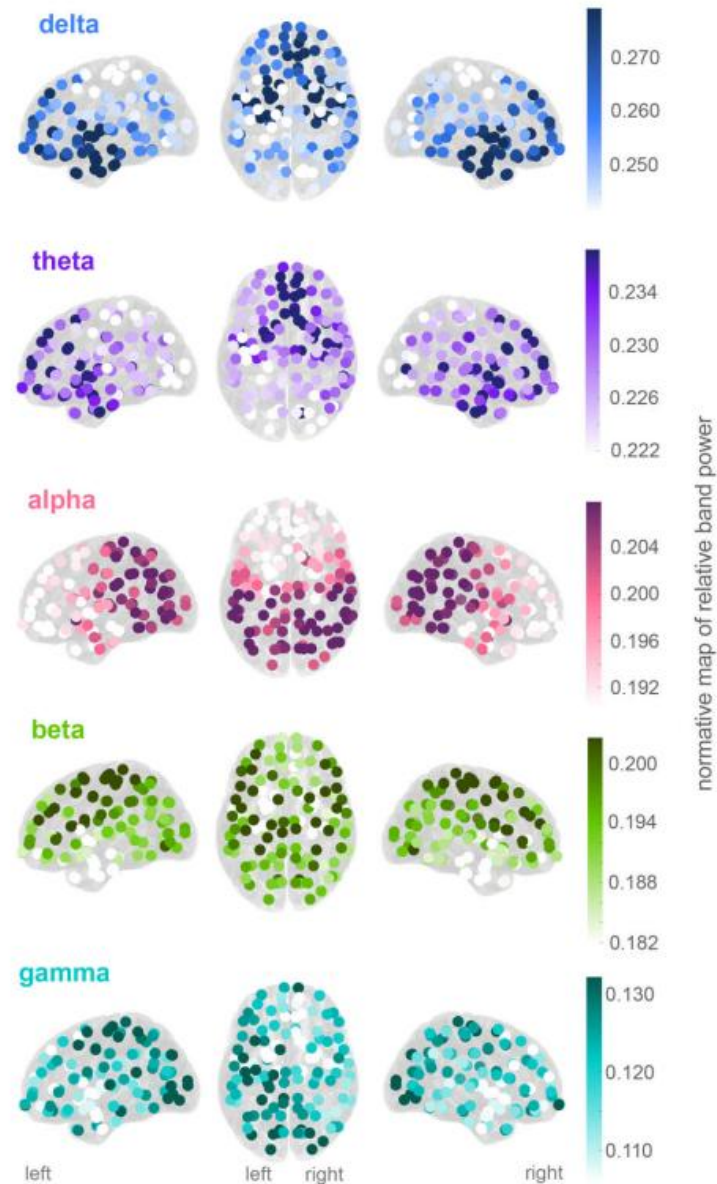 delta
0.270
0.260
0.250
theta
0.234
0.230
0.226
0.222
alpha
0.204
0.200
0.196
0.192
beta
0.200
0.194
0.188
0.182
gamma
0.130
0.120
0.110
left
left right
right
normative map of relative band power